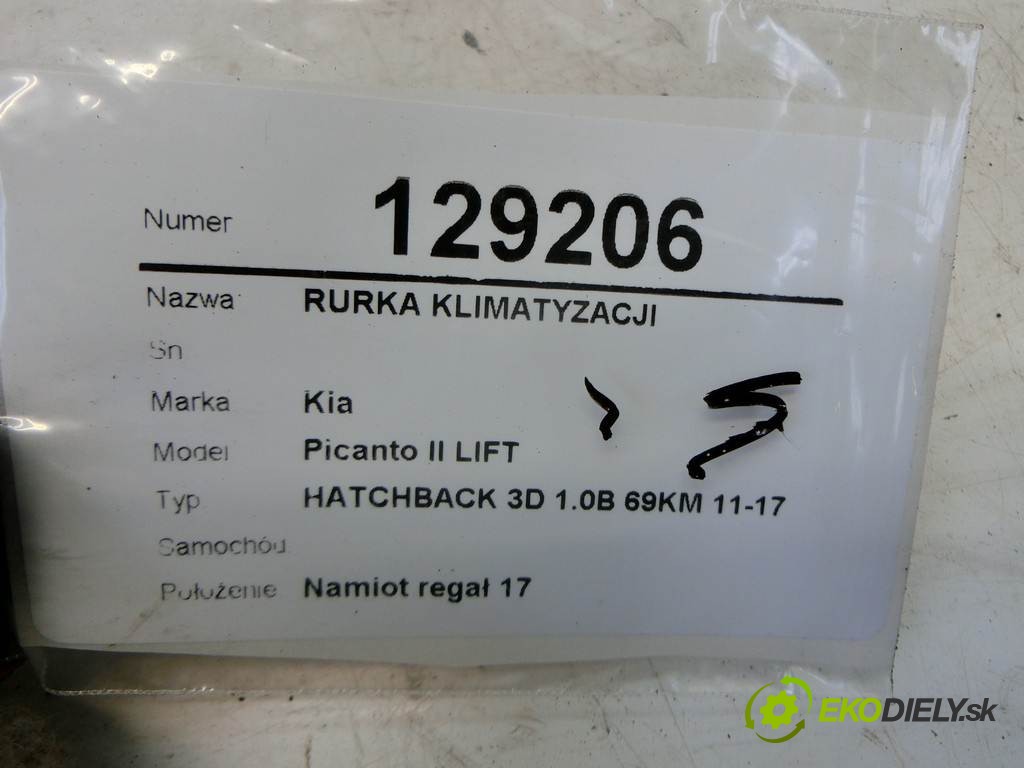 Numer 129206
Nazwa: RURKA KLIMATYZACJI
Sn
Marka Kia
Model Picanto II LIFT
Typ HATCHBACK 3D 1.0B 69KM 11-17
Samochód
Położenie Namiot regał 17
EKODIELY.sk